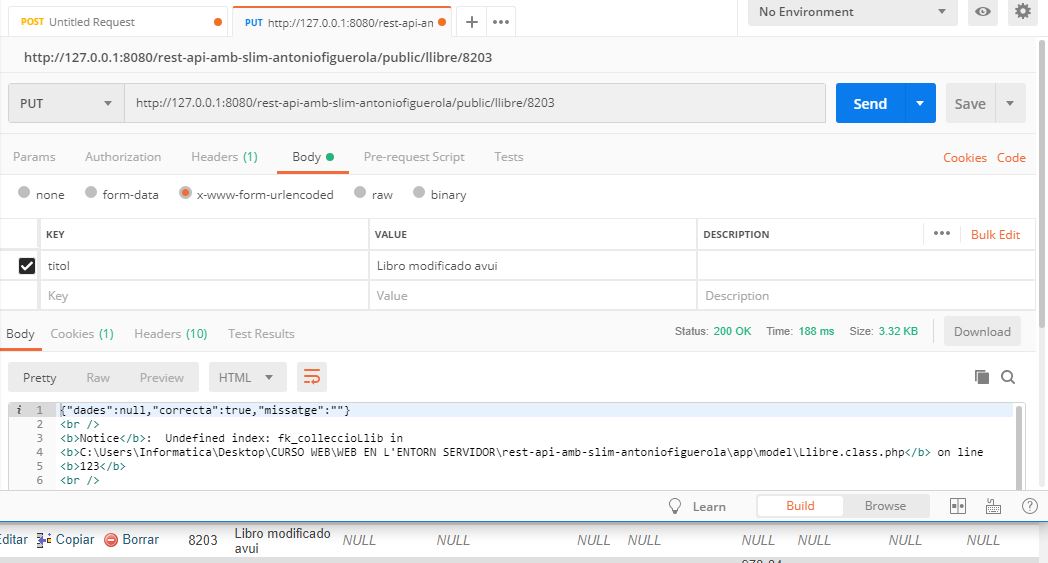 POST Untitled Request
PUT http://127.0.0.1:8080/rest-api-an
No Environment
http://127.0.0.1:8080/rest-api-amb-slim-antoniofiguerola/public/llibre/8203
PUT http://127.0.0.1:8080/rest-api-amb-slim-antoniofiguerola/public/llibre/8203 Send Save
Params Authorization Headers (1) Body Pre-request Script Tests Cookies Code
none form-data x-www-form-urlencoded raw binary
KEY VALUE DESCRIPTION Bulk Edit
titol Libro modificado avui
Key Value Description
Body Cookies (1) Headers (10) Test Results Status: 200 OK Time: 188 ms Size: 3.32 KB Download
Pretty Raw Preview HTML
i 1 {"dades":null,"correcta":true,"missatge":""}
2 <br />
3 <b>Notice</b>:  Undefined index: fk_colleccioLlib in
4 <b>C:\Users\Informatica\Desktop\CURSO WEB\WEB EN L'ENTORN SERVIDOR\rest-api-amb-slim-antoniofiguerola\app\model\Llibre.class.php</b> on line
5 <b>123</b>
6 <br />
Learn Build Browse
Editar Copiar Borrar 8203 Libro modificado NULL NULL NULL NULL NULL NULL NULL NULL
avui